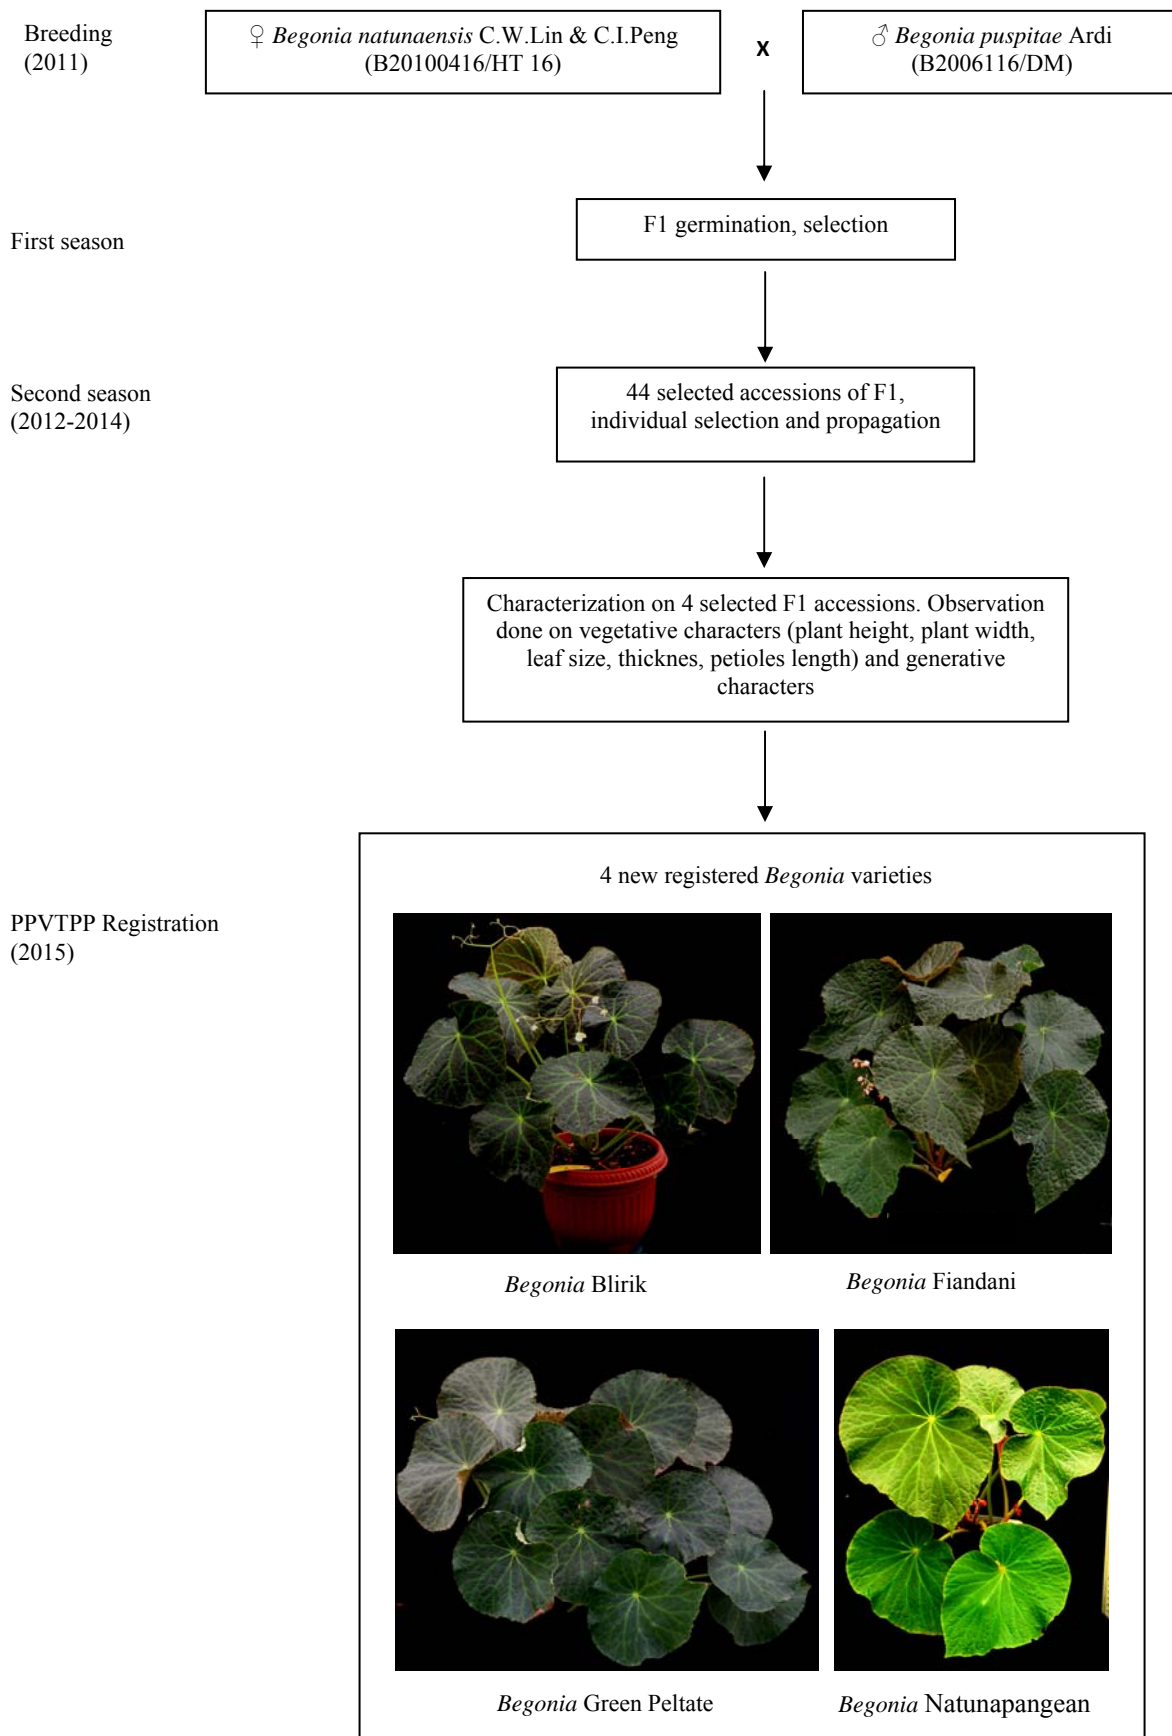 Breeding
(2011)
♀ Begonia natunaensis C.W.Lin & C.I.Peng
(B20100416/HT 16)
X
♂ Begonia puspitae Ardi
(B2006116/DM)
First season
F1 germination, selection
Second season
(2012-2014)
44 selected accessions of F1,
individual selection and propagation
Characterization on 4 selected F1 accessions. Observation
done on vegetative characters (plant height, plant width,
leaf size, thicknes, petioles length) and generative
characters
PPVTPP Registration
(2015)
4 new registered Begonia varieties
Begonia Blirik
Begonia Fiandani
Begonia Green Peltate
Begonia Natunapangean